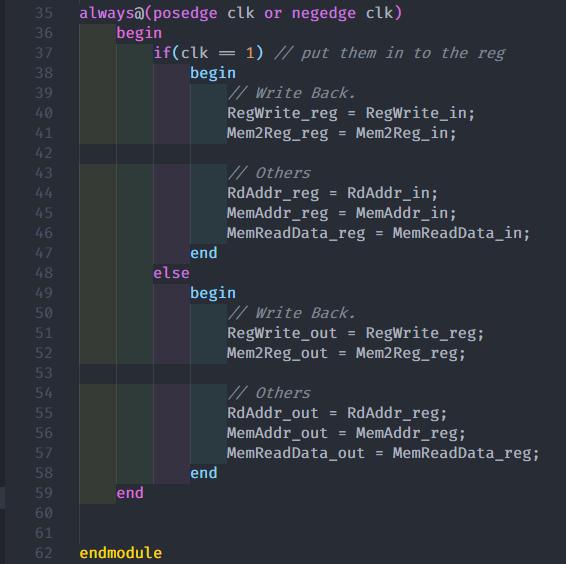 35 always@(posedge clk or negedge clk)
36 begin
37 if(clk == 1) // put them in to the reg
38 begin
39 // Write Back.
40 RegWrite_reg = RegWrite_in;
41 Mem2Reg_reg = Mem2Reg_in;
42
43 // Others
44 RdAddr_reg = RdAddr_in;
45 MemAddr_reg = MemAddr_in;
46 MemReadData_reg = MemReadData_in;
47 end
48 else
49 begin
50 // Write Back.
51 RegWrite_out = RegWrite_reg;
52 Mem2Reg_out = Mem2Reg_reg;
53
54 // Others
55 RdAddr_out = RdAddr_reg;
56 MemAddr_out = MemAddr_reg;
57 MemReadData_out = MemReadData_reg;
58 end
59 end
60
61
62 endmodule